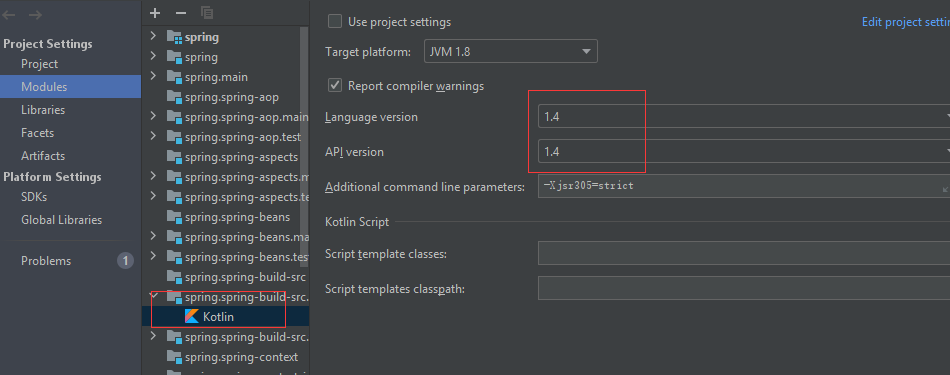 Project Settings
Project
Modules
Libraries
Facets
Artifacts
Platform Settings
SDKs
Global Libraries
Problems 1
spring
spring
spring.main
spring.spring-aop
spring.spring-aop.main
spring.spring-aop.test
spring.spring-aspects
spring.spring-aspects.m
spring.spring-aspects.te
spring.spring-beans
spring.spring-beans.ma
spring.spring-beans.test
spring.spring-build-src
spring.spring-build-src.
Kotlin
spring.spring-build-src.
spring.spring-context
Use project settings
Edit project settin
Target platform: JVM 1.8
Report compiler warnings
Language version 1.4
API version 1.4
Additional command line parameters: -Xjsr305=strict
Kotlin Script
Script template classes:
Script templates classpath: